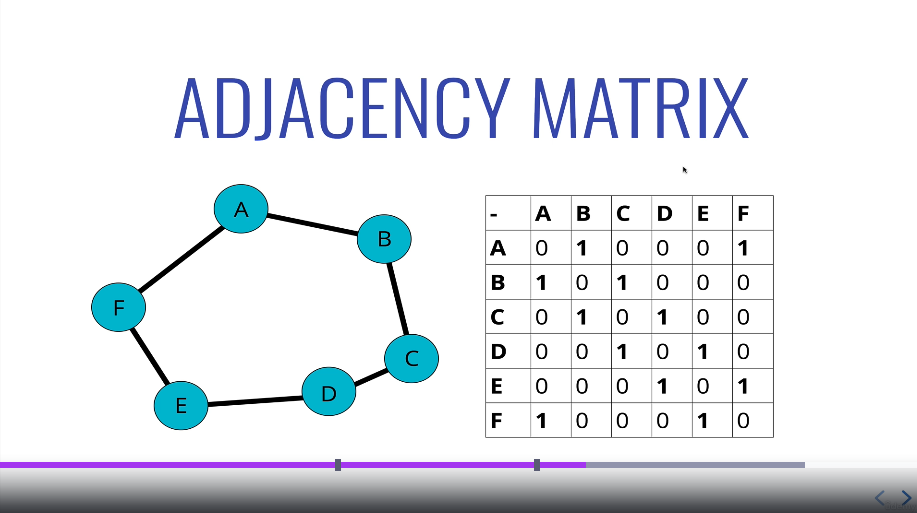 ADJACENCY MATRIX
A
B
F
C
D
E
- A B C D E F
A 0 1 0 0 0 1
B 1 0 1 0 0 0
C 0 1 0 1 0 0
D 0 0 1 0 1 0
E 0 0 0 1 0 1
F 1 0 0 0 1 0